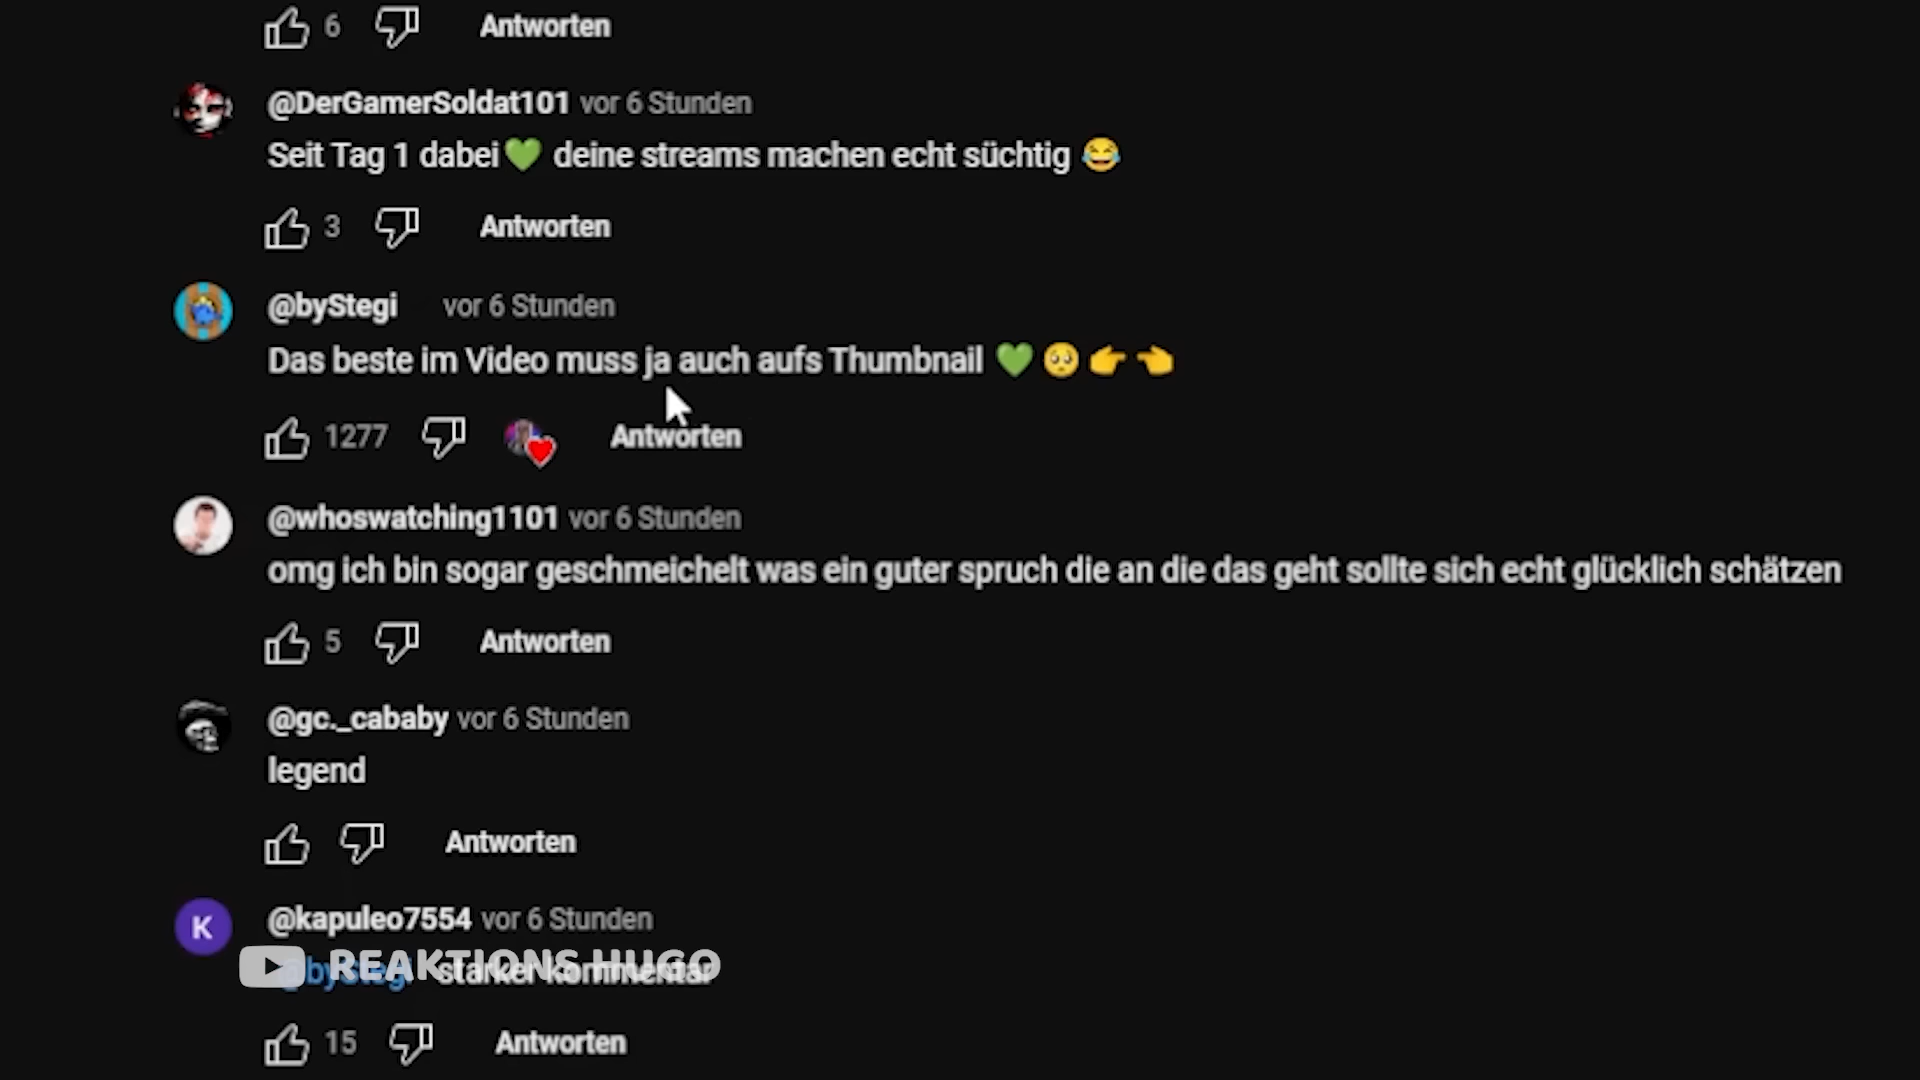 6 Antworten
@DerGamerSoldat101 vor 6 Stunden
Seit Tag 1 dabei💚 deine streams machen echt süchtig 😂
3 Antworten
@byStegi vor 6 Stunden
Das beste im Video muss ja auch aufs Thumbnail 💚🥺👉👈
1277 Antworten
@whoswatching1101 vor 6 Stunden
omg ich bin sogar geschmeichelt was ein guter spruch die an die das geht sollte sich echt glücklich schätzen
5 Antworten
@gc._cababy vor 6 Stunden
legend
Antworten
K @kapuleo7554 vor 6 Stunden
@byStegi starker kommentar
REAKTIONS HUGO
15 Antworten